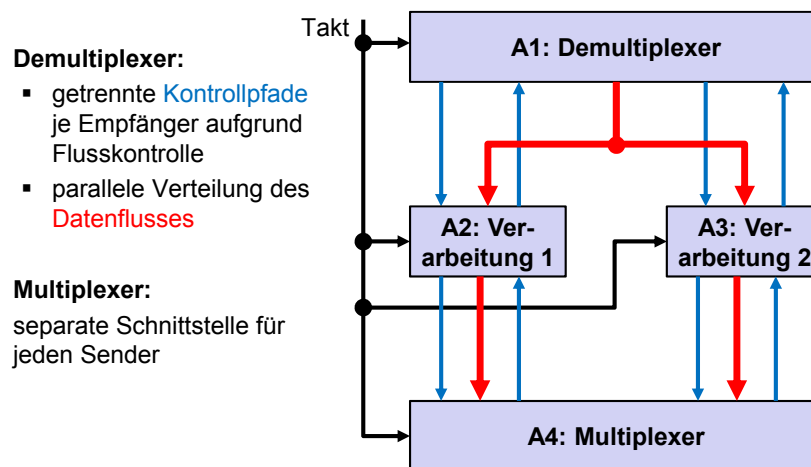 Takt
A1: Demultiplexer
Demultiplexer:
▪ getrennte Kontrollpfade
je Empfänger aufgrund
Flusskontrolle
▪ parallele Verteilung des
Datenflusses
A2: Ver-
arbeitung 1
A3: Ver-
arbeitung 2
Multiplexer:
separate Schnittstelle für
jeden Sender
A4: Multiplexer